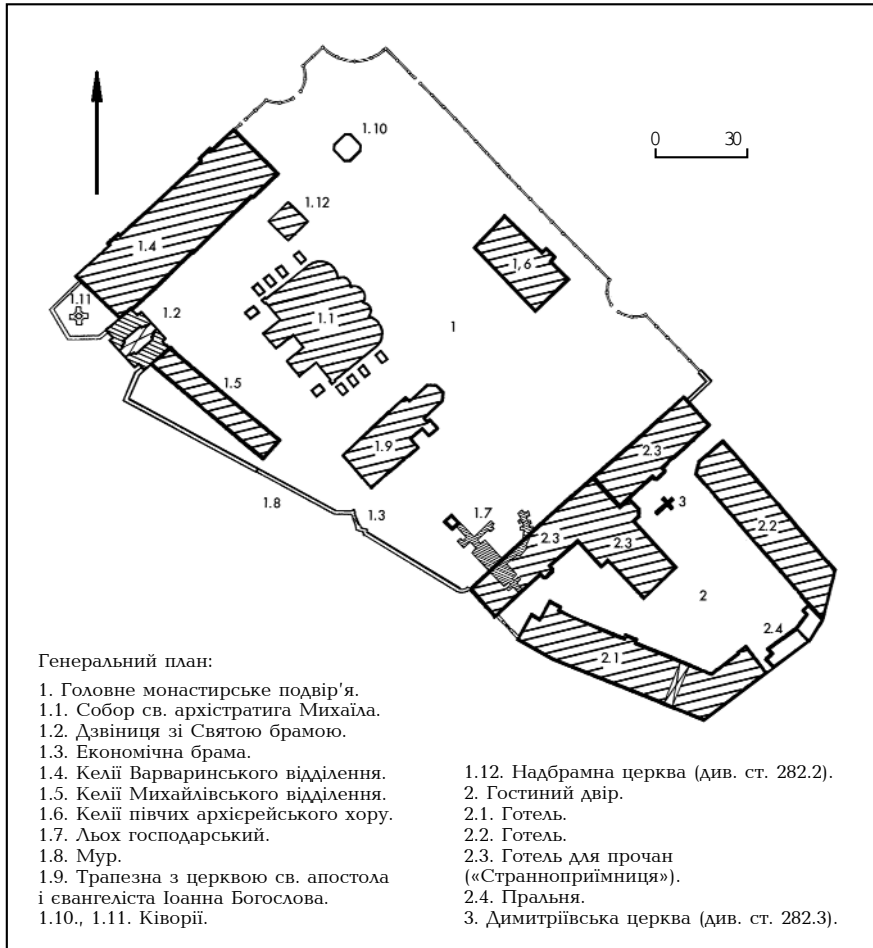 1.10
0 30
1.12
1.4
1,6
1.11
1.2
1.1
1
1.5
1.9
2.3
3
1.8
1.3
1.7
2.3
2.3
2.2
2
2.4
2.1
Генеральний план:
1. Головне монастирське подвір'я.
1.1. Собор св. архістратига Михаїла.
1.2. Дзвіниця зі Святою брамою.
1.3. Економічна брама.
1.4. Келії Варваринського відділення.
1.5. Келії Михайлівського відділення.
1.6. Келії півчих архієрейського хору.
1.7. Льох господарський.
1.8. Мур.
1.9. Трапезна з церквою св. апостола
і євангеліста Іоанна Богослова.
1.10., 1.11. Ківорії.
1.12. Надбрамна церква (див. ст. 282.2).
2. Гостиний двір.
2.1. Готель.
2.2. Готель.
2.3. Готель для прочан
(«Странноприїмниця»).
2.4. Пральня.
3. Димитріївська церква (див. ст. 282.3).